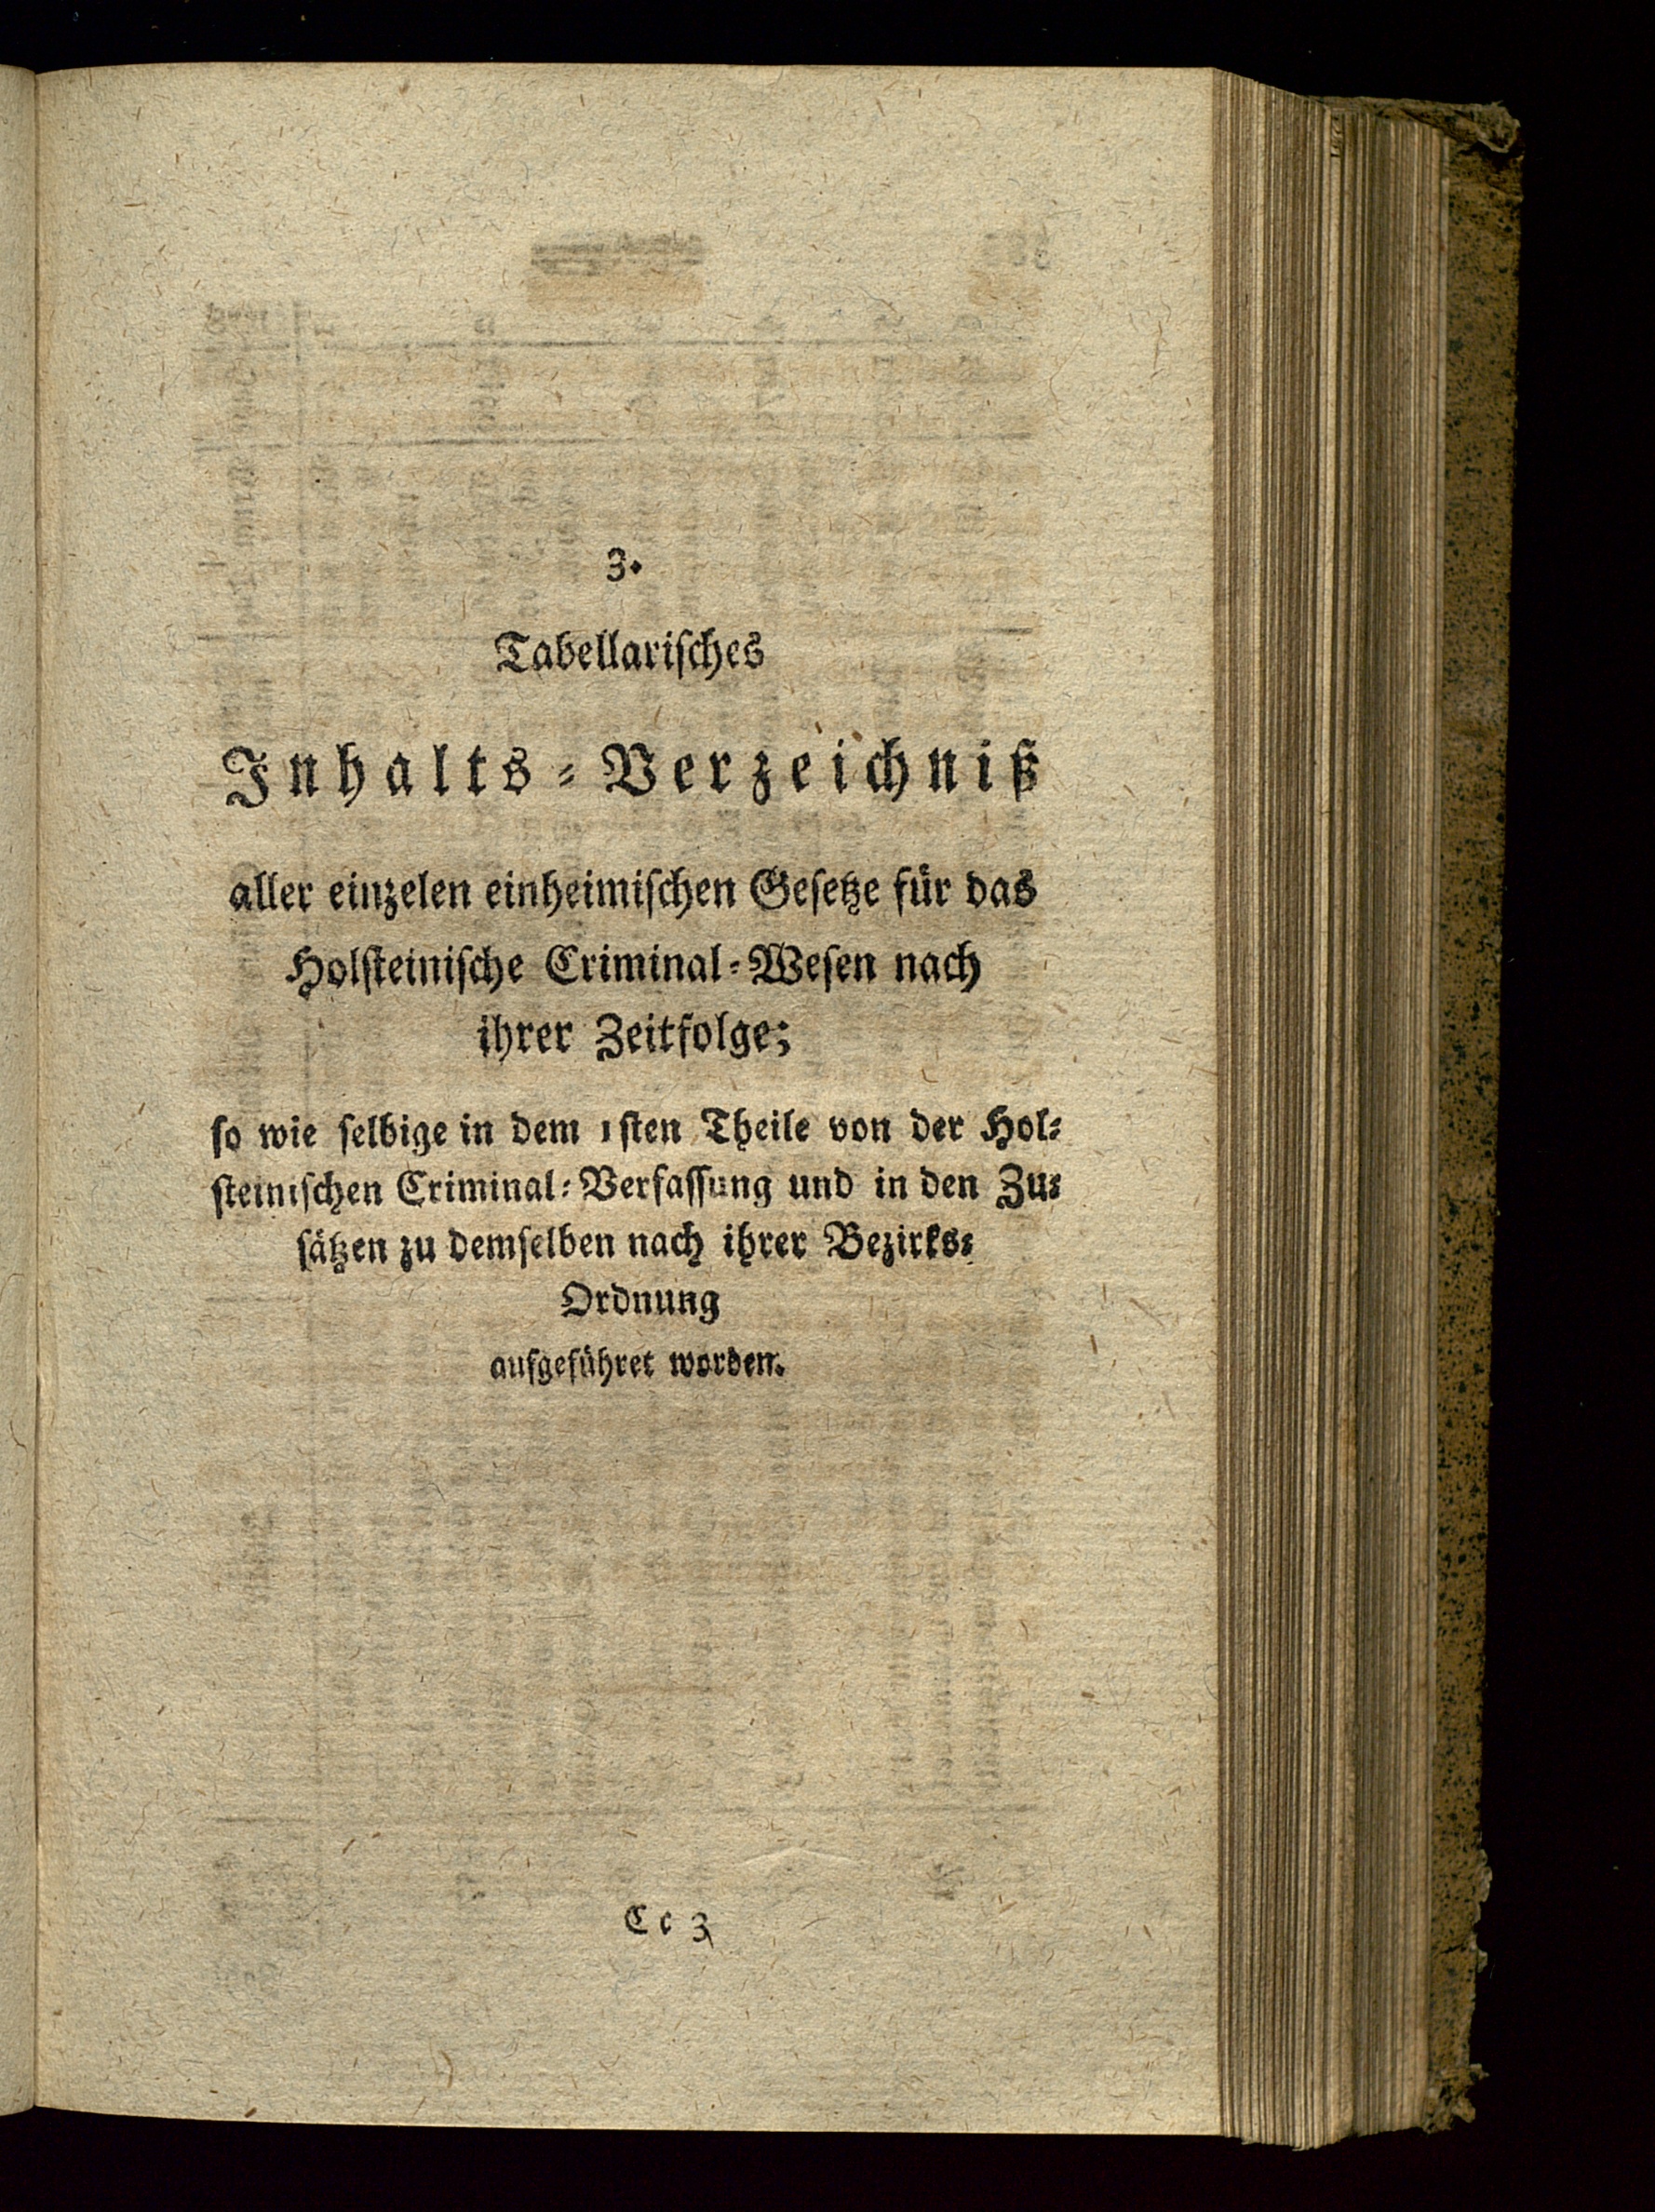 3.
Tabellariſches
Inhalts⸗Verzeichniß
aller einzelen einheimiſchen Geſetze für das
Holſteiniſche Criminal⸗Weſen nach
ihrer Zeitfolge;
ſo wie ſelbige in dem 1ſten Theile von der Hol⸗
ſteiniſchen Criminal⸗Verfaſſung und in den Zu⸗
ſätzen zu demſelben nach ihrer Bezirks⸗
Ordnung
aufgeführet worden.
Cc 3